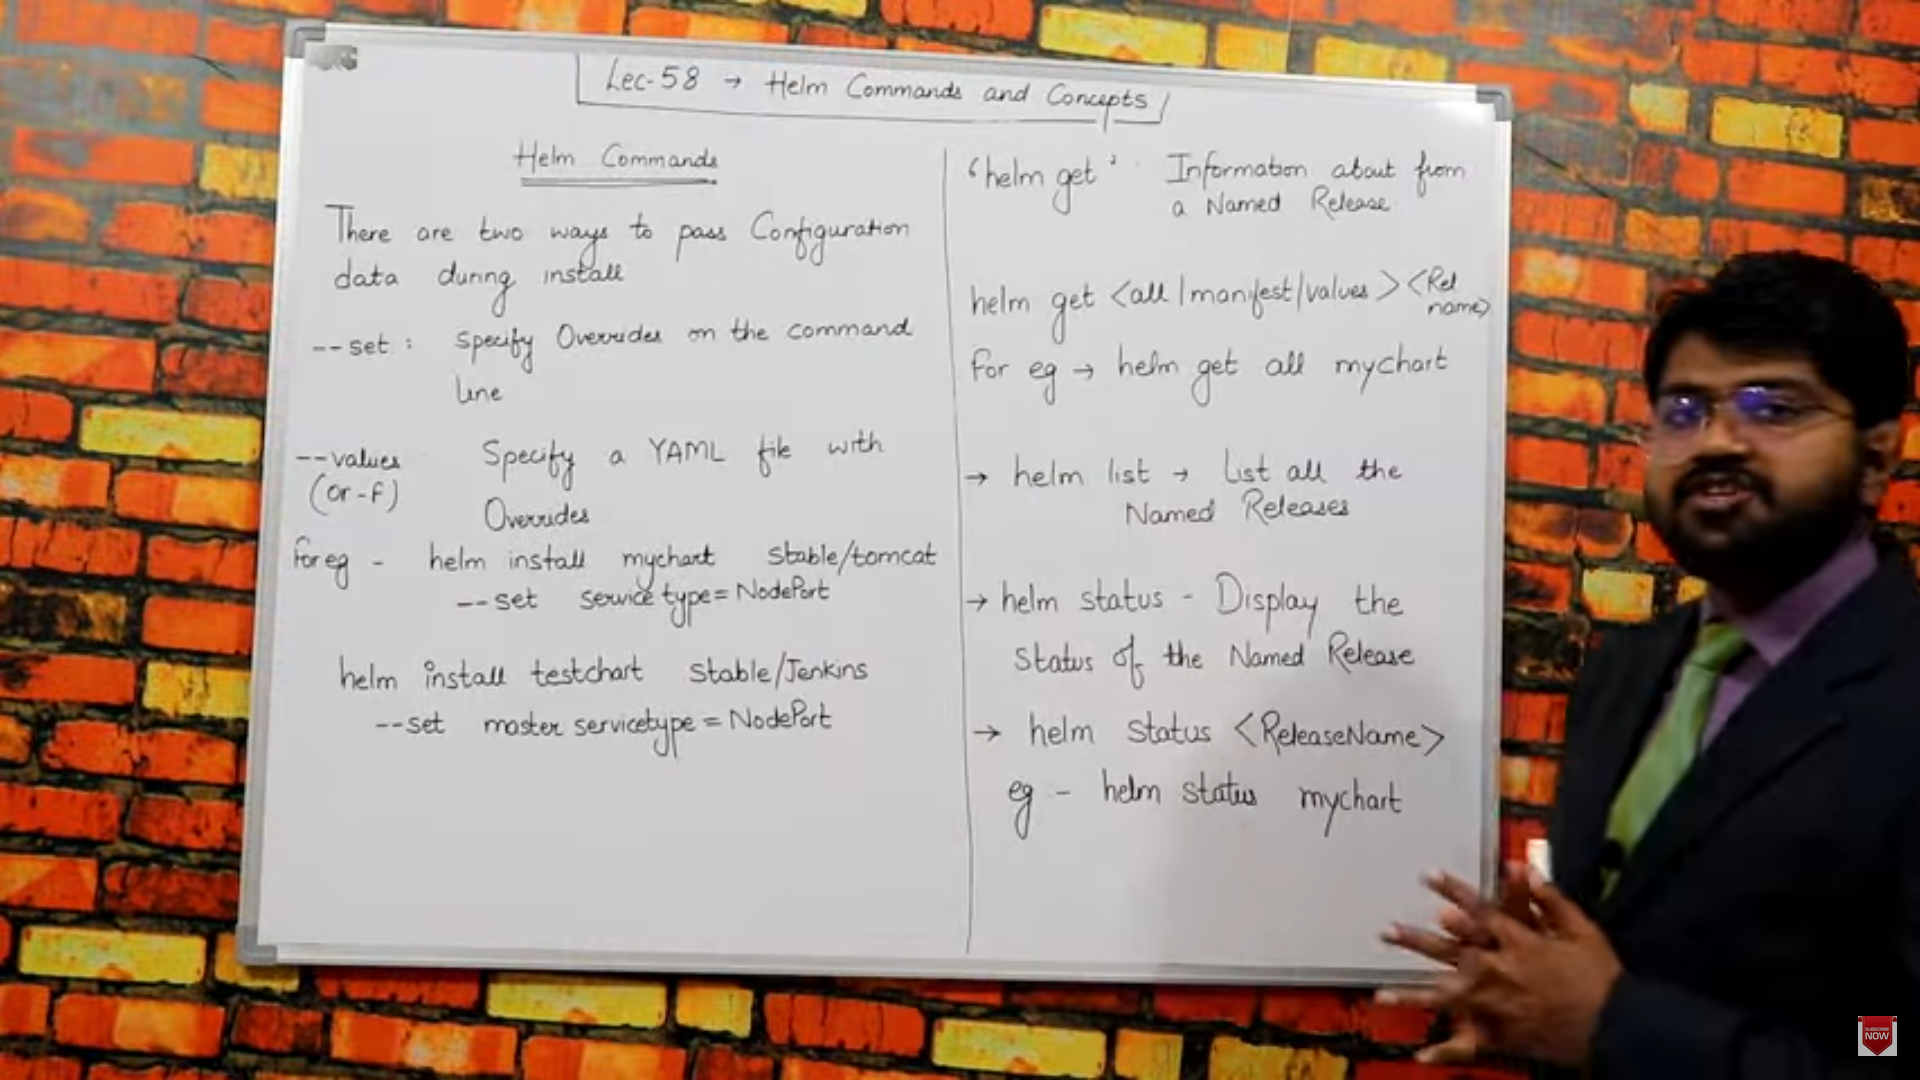 Lec-58 → Helm Commands and Concepts
Helm Commands
There are two ways to pass Configuration
data during install
--set : specify Overrides on the command
line
--values Specify a YAML file with
(or -f) Overrides
For eg - helm install mychart stable/tomcat
--set service type = NodePort
helm install testchart stable/Jenkins
--set master servicetype = NodePort
'helm get' Information about from
a Named Release
helm get <all/manifest/values> <Rel
name>
for eg → helm get all mychart
→ helm list → List all the
Named Releases
→ helm status - Display the
Status of the Named Release
→ helm status <ReleaseName>
eg - helm status mychart
SUBSCRIBE
NOW